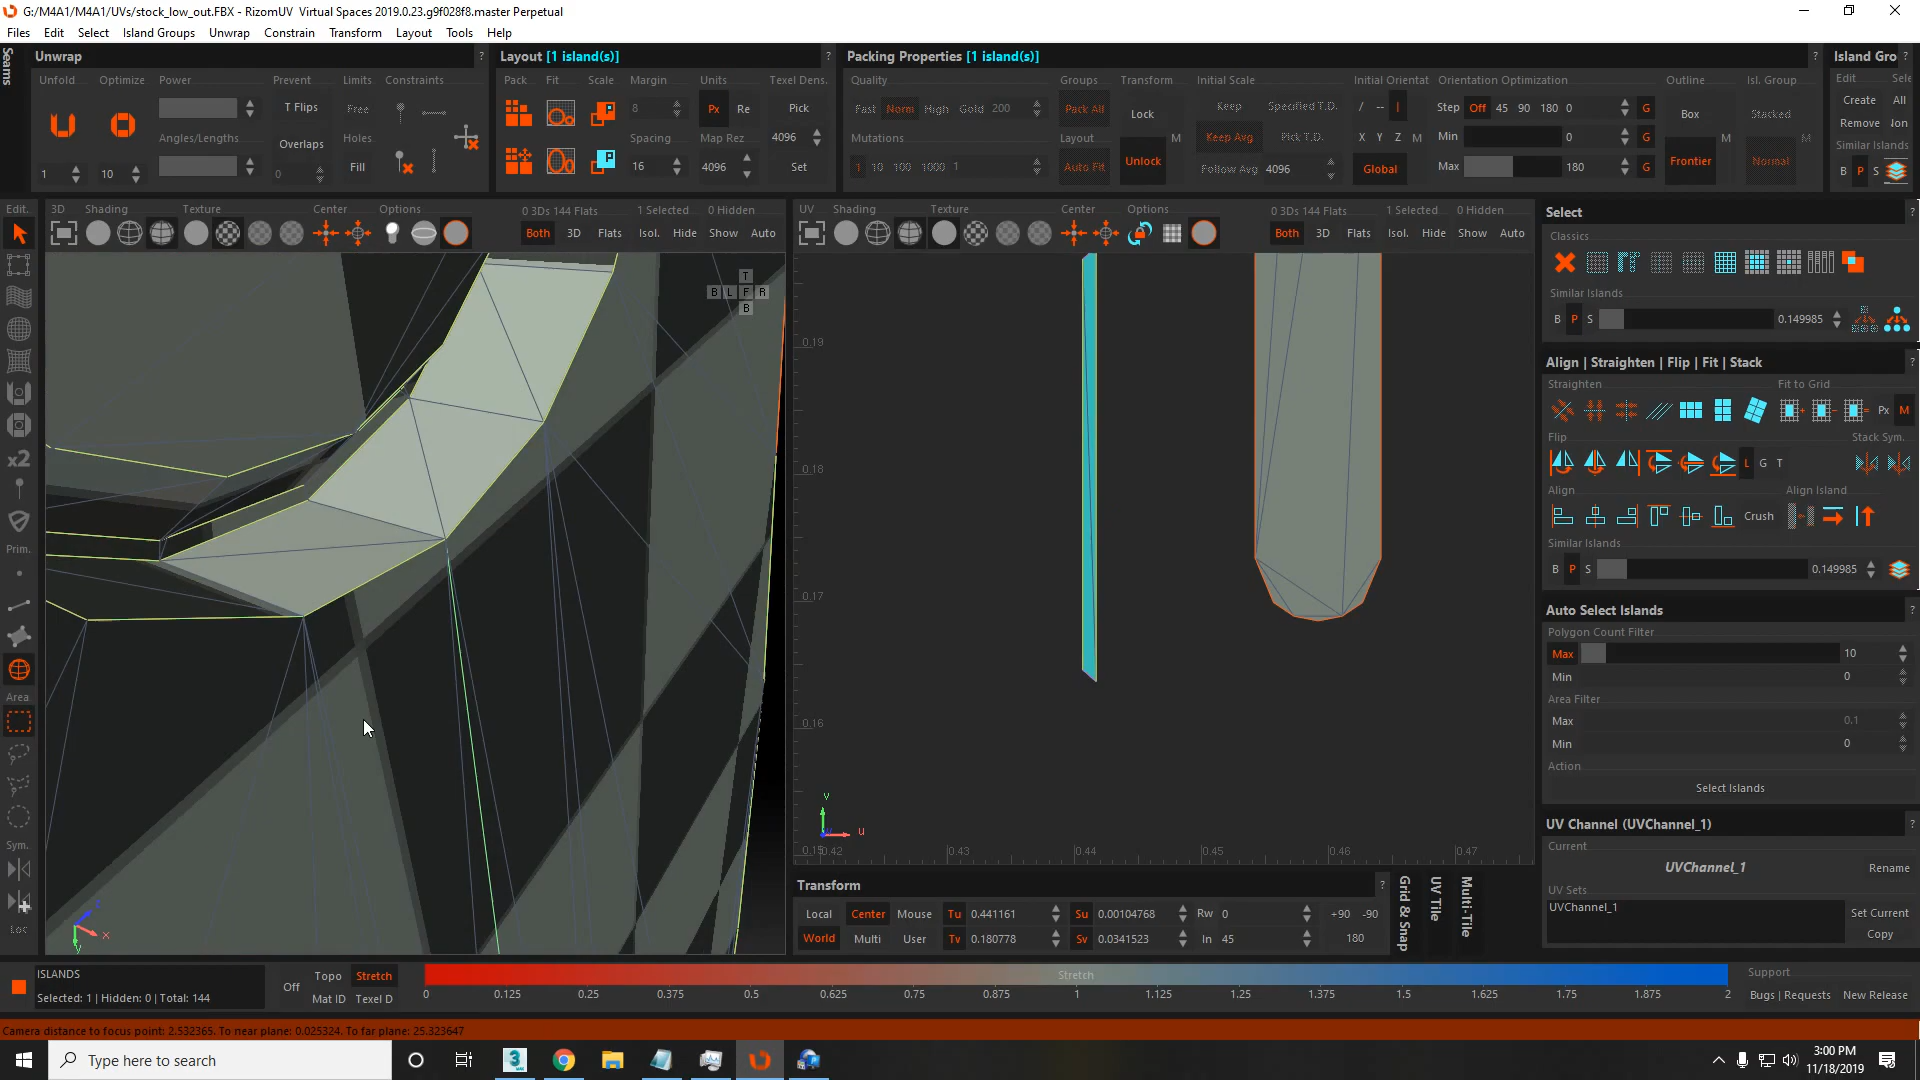 G:/M4A1/M4A1/UVs/stock_low_out.FBX - RizomUV Virtual Spaces 2019.0.23.g9f028f8.master Perpetual
Files Edit Select Island Groups Unwrap Constrain Transform Layout Tools Help
Seams
Unwrap ?
Unfold Optimize Power Prevent Limits Constraints
T Flips Free
Angles/Lengths Holes
Overlaps
1 10 0 Fill
Layout [1 island(s)] ?
Pack Fit Scale Margin Units Texel Dens.
8 Px Re Pick
Spacing Map Rez 4096
16 4096 Set
Packing Properties [1 island(s)] ?
Quality Groups Transform Initial Scale Initial Orientat Orientation Optimization Outline Isl. Group
Fast Norm High Gold 200 Pack All Lock Keep Specified T.D. / -- | Step Off 45 90 180 0 G Box Stacked
Mutations Layout M Keep Avg Pick T.D. X Y Z M Min 0 G M M
1 10 100 1000 1 Auto Fit Unlock Follow Avg 4096 Global Max 180 G Frontier Normal
Island Gro ?
Edit Sele
Create All
Remove Non
Similar Islands
B P S
Edit.
3D Shading Texture Center Options 0 3Ds 144 Flats 1 Selected 0 Hidden
Both 3D Flats Isol. Hide Show Auto
UV Shading Texture Center Options 0 3Ds 144 Flats 1 Selected 0 Hidden
Both 3D Flats Isol. Hide Show Auto
T
B L F R
B
x2
Prim.
Area
Sym.
Loc
x
y
0.19
0.18
0.17
0.16
0.15
v
u
0.42 0.43 0.44 0.45 0.46 0.47
Select ?
Classics
Similar Islands
B P S 0.149985
Align | Straighten | Flip | Fit | Stack ?
Straighten Fit to Grid
Px M
Flip Stack Sym.
L G T
Align Align Island
Crush
Similar Islands
B P S 0.149985
Auto Select Islands ?
Polygon Count Filter
Max 10
Min 0
Area Filter
Max 0.1
Min 0
Action
Select Islands
UV Channel (UVChannel_1) ?
Current
UVChannel_1 Rename
UV Sets
UVChannel_1 Set Current
Copy
Transform ?
Local Center Mouse Tu 0.441161 Su 0.00104768 Rw 0 +90 -90
World Multi User Tv 0.180778 Sv 0.0341523 In 45 180
Grid & Snap
UV Tile
Multi-Tile
ISLANDS
Selected: 1 | Hidden: 0 | Total: 144
Off Topo Stretch
Mat ID Texel D
Stretch
0 0.125 0.25 0.375 0.5 0.625 0.75 0.875 1 1.125 1.25 1.375 1.5 1.625 1.75 1.875 2
Support
Bugs | Requests New Release
Camera distance to focus point: 2.532365. To near plane: 0.025324. To far plane: 25.323647
Type here to search
3
3:00 PM
11/18/2019